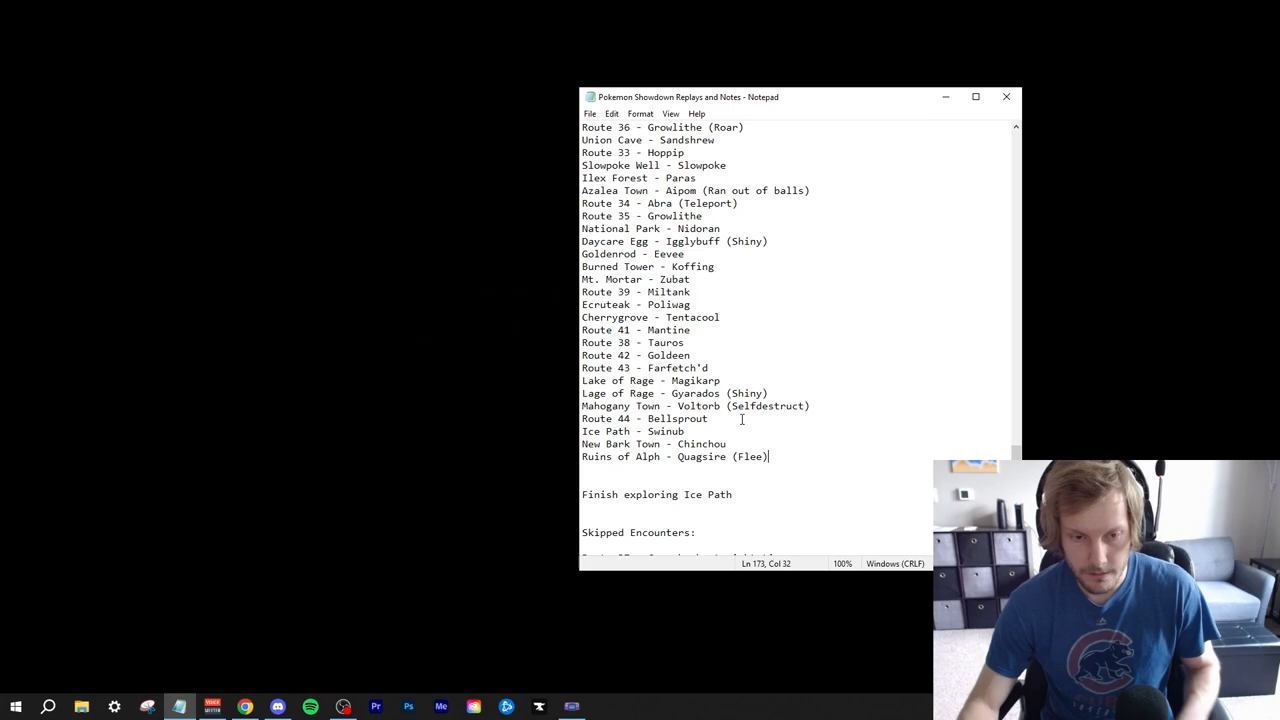 Pokemon Showdown Replays and Notes - Notepad
File Edit Format View Help
Route 36 - Growlithe (Roar)
Union Cave - Sandshrew
Route 33 - Hoppip
Slowpoke Well - Slowpoke
Ilex Forest - Paras
Azalea Town - Aipom (Ran out of balls)
Route 34 - Abra (Teleport)
Route 35 - Growlithe
National Park - Nidoran
Daycare Egg - Igglybuff (Shiny)
Goldenrod - Eevee
Burned Tower - Koffing
Mt. Mortar - Zubat
Route 39 - Miltank
Ecruteak - Poliwag
Cherrygrove - Tentacool
Route 41 - Mantine
Route 38 - Tauros
Route 42 - Goldeen
Route 43 - Farfetch'd
Lake of Rage - Magikarp
Lage of Rage - Gyarados (Shiny)
Mahogany Town - Voltorb (Selfdestruct)
Route 44 - Bellsprout
Ice Path - Swinub
New Bark Town - Chinchou
Ruins of Alph - Quagsire (Flee)
Finish exploring Ice Path
Skipped Encounters:
Ln 173, Col 32 100% Windows (CRLF)
VOICE MEETER
Pr Ps Me